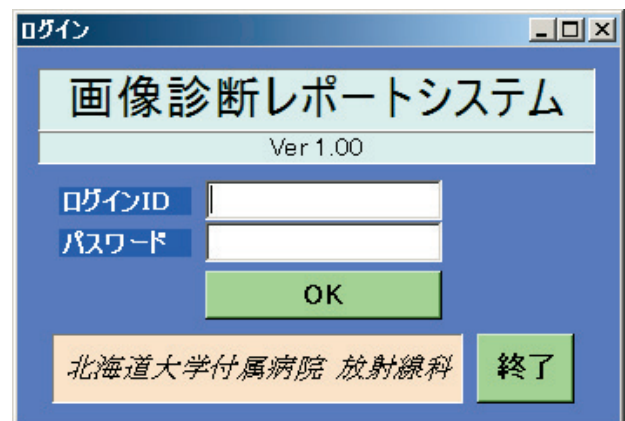 ログイン
画像診断レポートシステム
Ver 1.00
ログインID
パスワード
OK
北海道大学付属病院 放射線科
終了